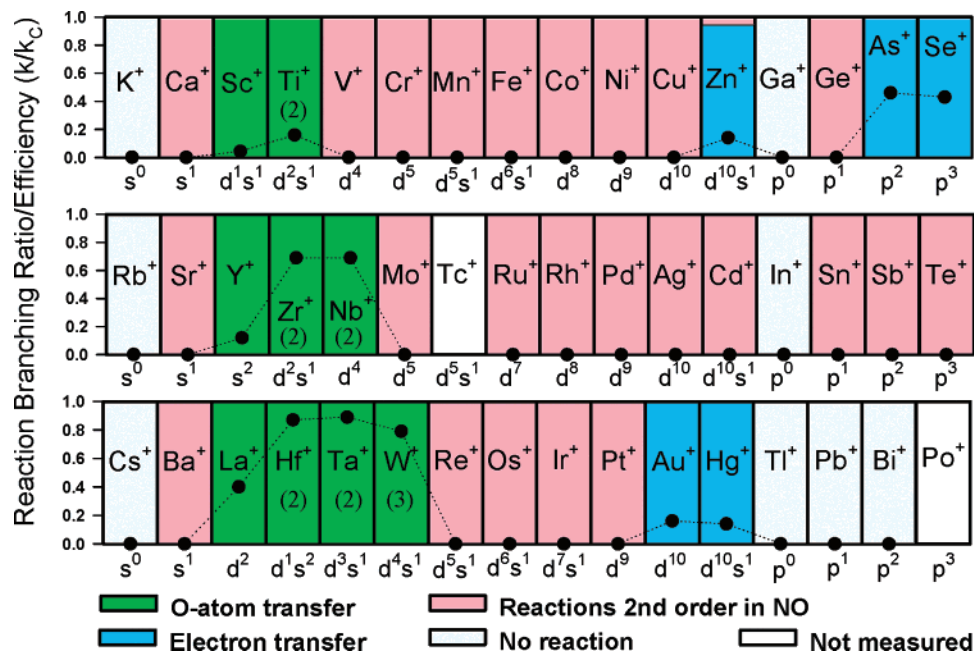 Reaction Branching Ratio/Efficiency (k/k_C)
1.0
0.8
0.6
0.4
0.2
0.0
K⁺ Ca⁺ Sc⁺ Ti⁺ V⁺ Cr⁺ Mn⁺ Fe⁺ Co⁺ Ni⁺ Cu⁺ Zn⁺ Ga⁺ Ge⁺ As⁺ Se⁺
(2)
s⁰ s¹ d¹s¹ d²s¹ d⁴ d⁵ d⁵s¹ d⁶s¹ d⁸ d⁹ d¹⁰ d¹⁰s¹ p⁰ p¹ p² p³
1.0
0.8
0.6
0.4
0.2
0.0
Rb⁺ Sr⁺ Y⁺ Zr⁺ Nb⁺ Mo⁺ Tc⁺ Ru⁺ Rh⁺ Pd⁺ Ag⁺ Cd⁺ In⁺ Sn⁺ Sb⁺ Te⁺
(2) (2)
s⁰ s¹ s² d²s¹ d⁴ d⁵ d⁵s¹ d⁷ d⁸ d⁹ d¹⁰ d¹⁰s¹ p⁰ p¹ p² p³
1.0
0.8
0.6
0.4
0.2
0.0
Cs⁺ Ba⁺ La⁺ Hf⁺ Ta⁺ W⁺ Re⁺ Os⁺ Ir⁺ Pt⁺ Au⁺ Hg⁺ Tl⁺ Pb⁺ Bi⁺ Po⁺
(2) (2) (3)
s⁰ s¹ d² d¹s² d³s¹ d⁴s¹ d⁵s¹ d⁶s¹ d⁷s¹ d⁹ d¹⁰ d¹⁰s¹ p⁰ p¹ p² p³
O-atom transfer Reactions 2nd order in NO
Electron transfer No reaction Not measured